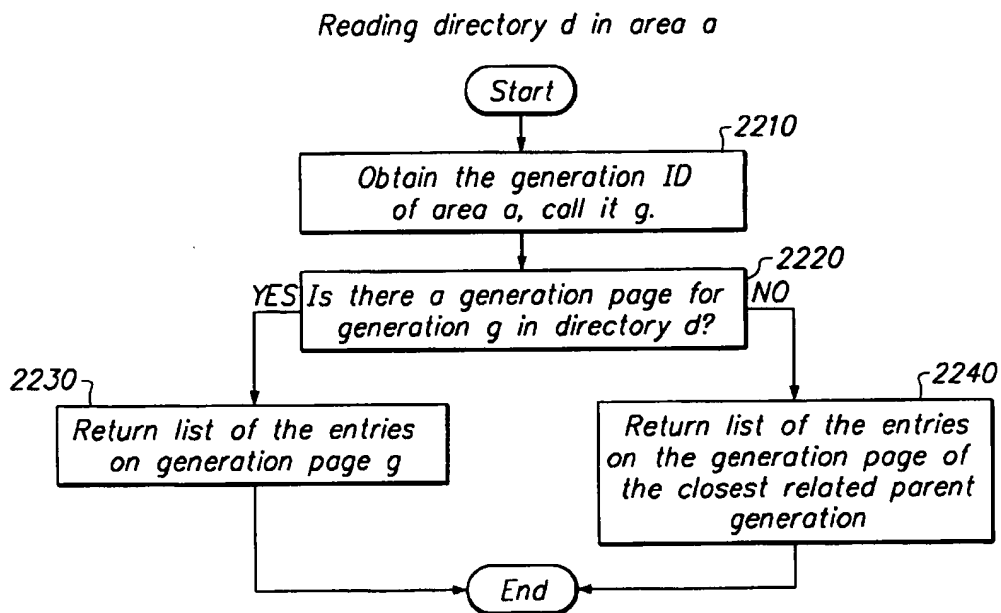 Reading directory d in area a
Start
2210
Obtain the generation ID
of area a, call it g.
2220
YES
Is there a generation page for
generation g in directory d?
NO
2230
Return list of the entries
on generation page g
2240
Return list of the entries
on the generation page of
the closest related parent
generation
End